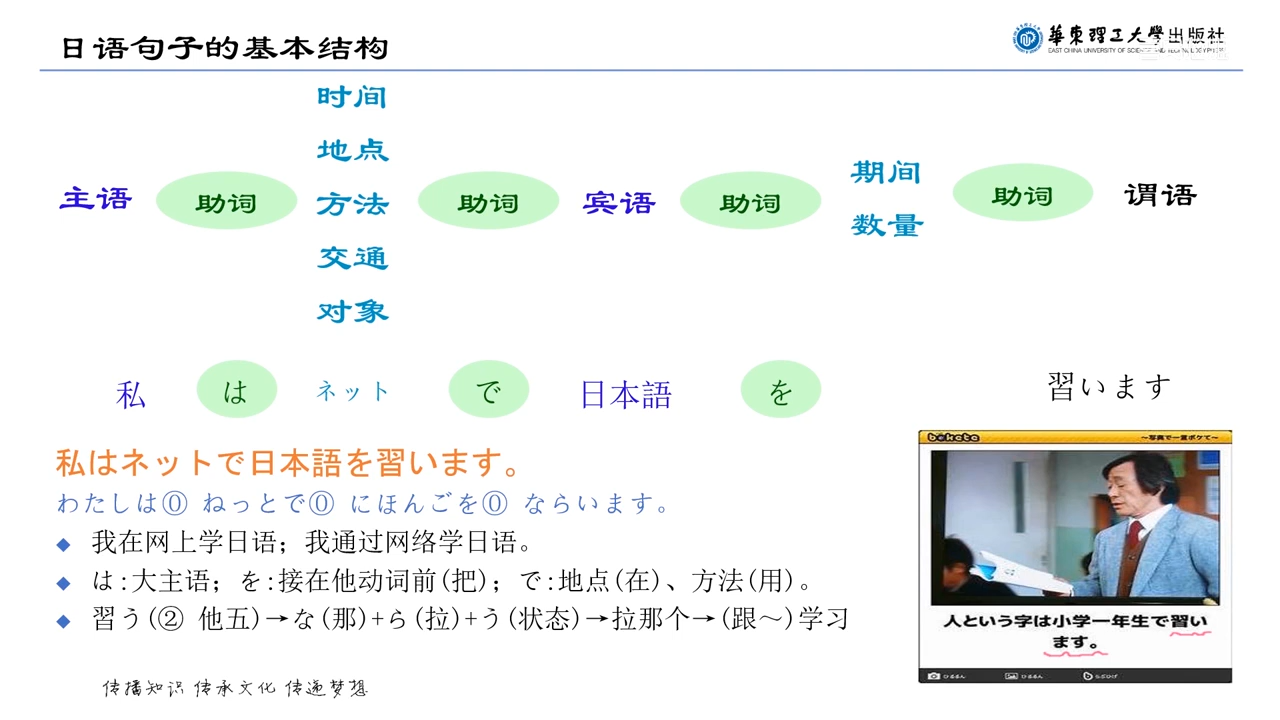 日语句子的基本结构
華東理工大學出版社
时间
地点
主语 助词 方法 助词 宾语 助词 期间 数量 助词 谓语
交通
对象
私 は ネット で 日本語 を 習います
私はネットで日本語を習います。
わたしは⓪ ねっとで⓪ にほんごを⓪ ならいます。
◆ 我在网上学日语；我通过网络学日语。
◆ は:大主语；を:接在他动词前(把)；で:地点(在)、方法(用)。
◆ 習う(② 他五)→な(那)+ら(拉)+う(状态)→拉那个→(跟～)学习
boketa
～写真で一言ボケて～
人という字は小学一年生で習い
ます。
传播知识 传承文化 传递梦想